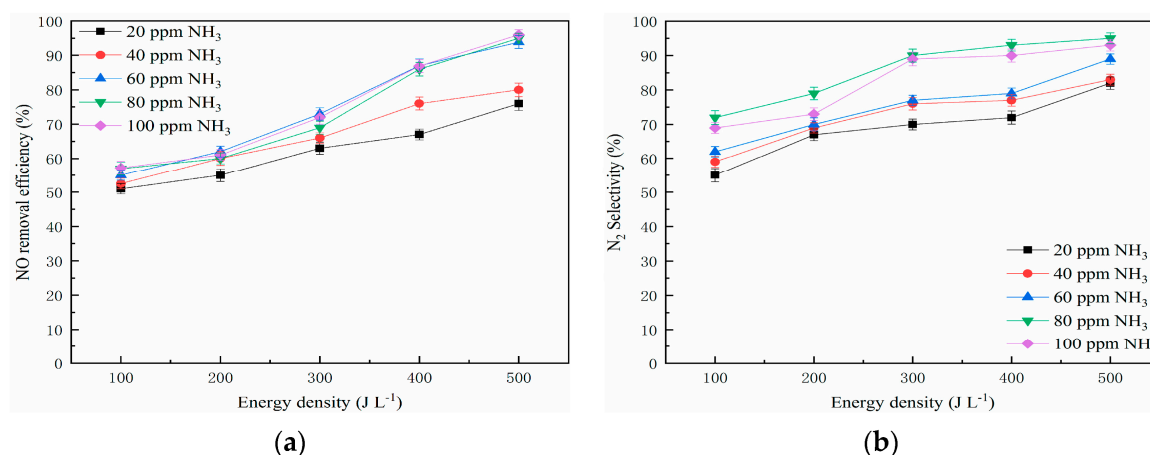 100
90
80
70
60
50
40
30
20
10
0
NO removal efficiency (%)
20 ppm NH₃
40 ppm NH₃
60 ppm NH₃
80 ppm NH₃
100 ppm NH₃
100 200 300 400 500
Energy density (J L⁻¹)
(a)
100
90
80
70
60
50
40
30
20
10
0
N₂ Selectivity (%)
20 ppm NH₃
40 ppm NH₃
60 ppm NH₃
80 ppm NH₃
100 ppm NH
100 200 300 400 500
Energy density (J L⁻¹)
(b)